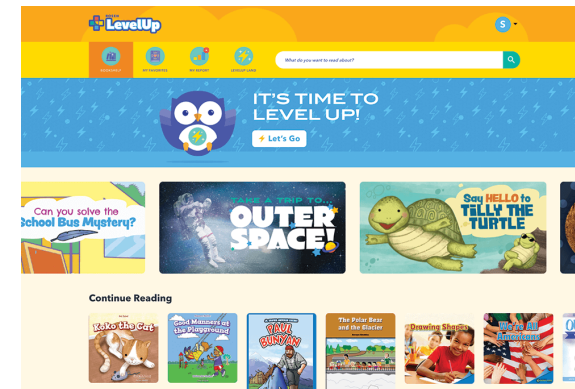 LevelUp
S
MY FAVORITES
MY REPORT
LEVELUP LAND
What do you want to read about?
IT'S TIME TO
LEVEL UP!
Let's Go
Can you solve the
School Bus Mystery?
TAKE A TRIP TO...
OUTER
SPACE!
Say HELLO to
TILLY THE
TURTLE
Continue Reading
Koko the Cat
Good Manners at
the Playground
PAUL
BUNYAN
The Polar Bear
and the Glacier
Drawing Shapes
We're All
Americans